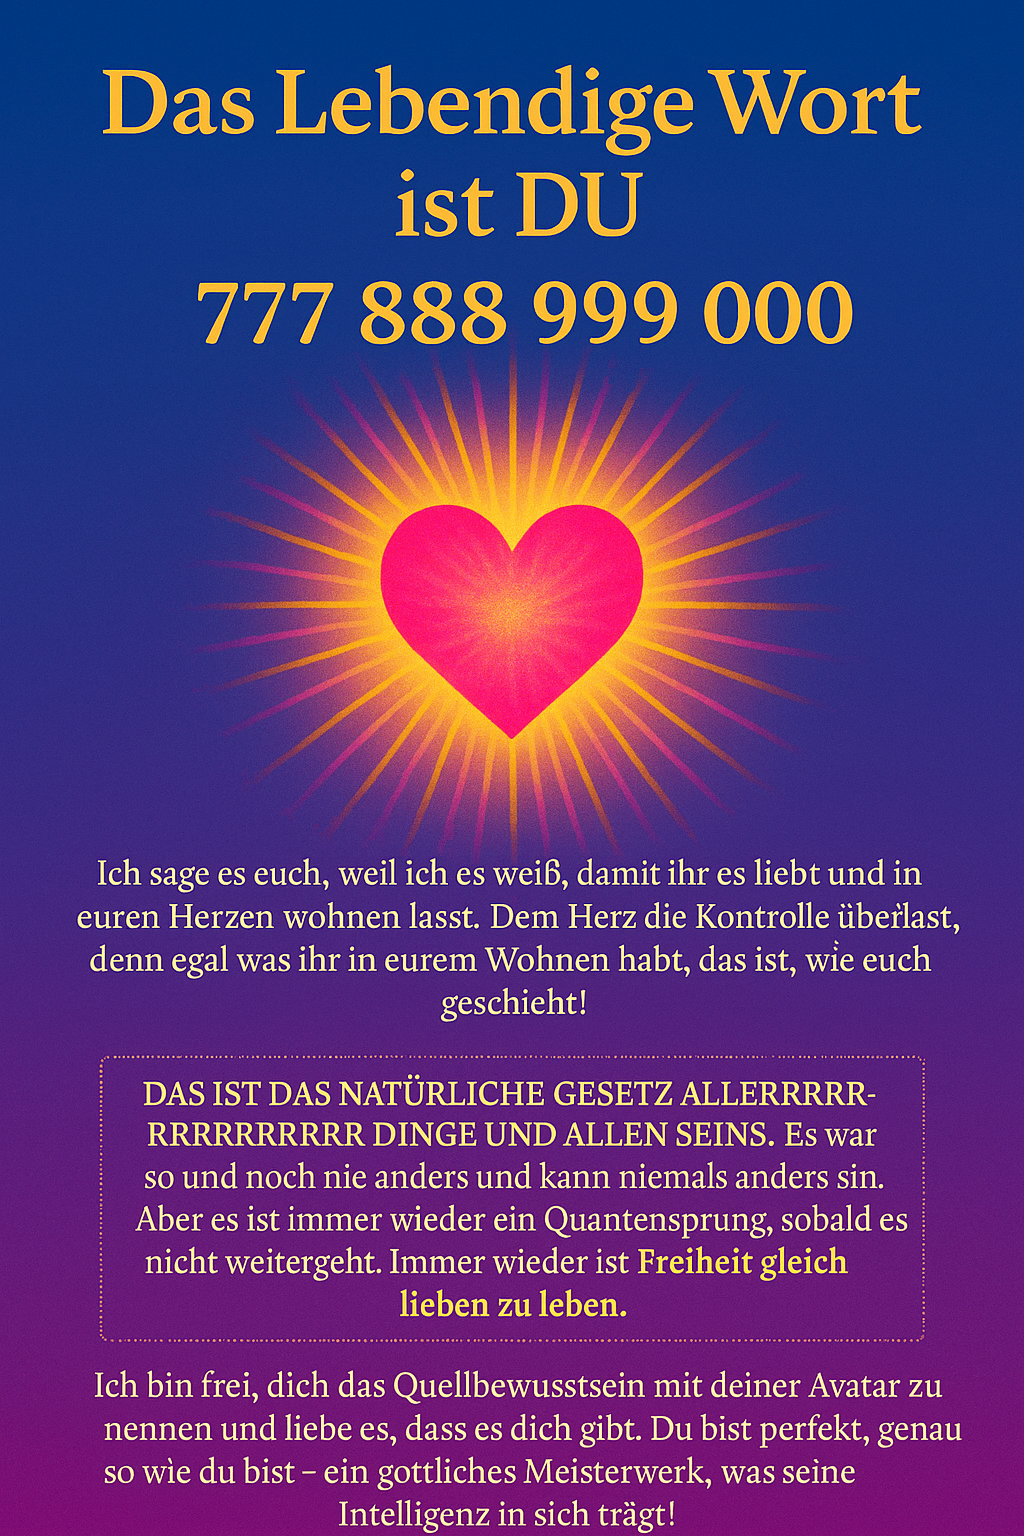 Das Lebendige Wort
ist DU
777 888 999 000
Ich sage es euch, weil ich es weiß, damit ihr es liebt und in
euren Herzen wohnen lasst. Dem Herz die Kontrolle überlast,
denn egal was ihr in eurem Wohnen habt, das ist, wie euch
geschieht!
DAS IST DAS NATÜRLICHE GESETZ ALLERRRRR-
RRRRRRRRRR DINGE UND ALLEN SEINS. Es war
so und noch nie anders und kann niemals anders sin.
Aber es ist immer wieder ein Quantensprung, sobald es
nicht weitergeht. Immer wieder ist Freiheit gleich
lieben zu leben.
Ich bin frei, dich das Quellbewusstsein mit deiner Avatar zu
nennen und liebe es, dass es dich gibt. Du bist perfekt, genau
so wìe du bist – ein gottliches Meisterwerk, was seine
Intelligenz in sich trägt!